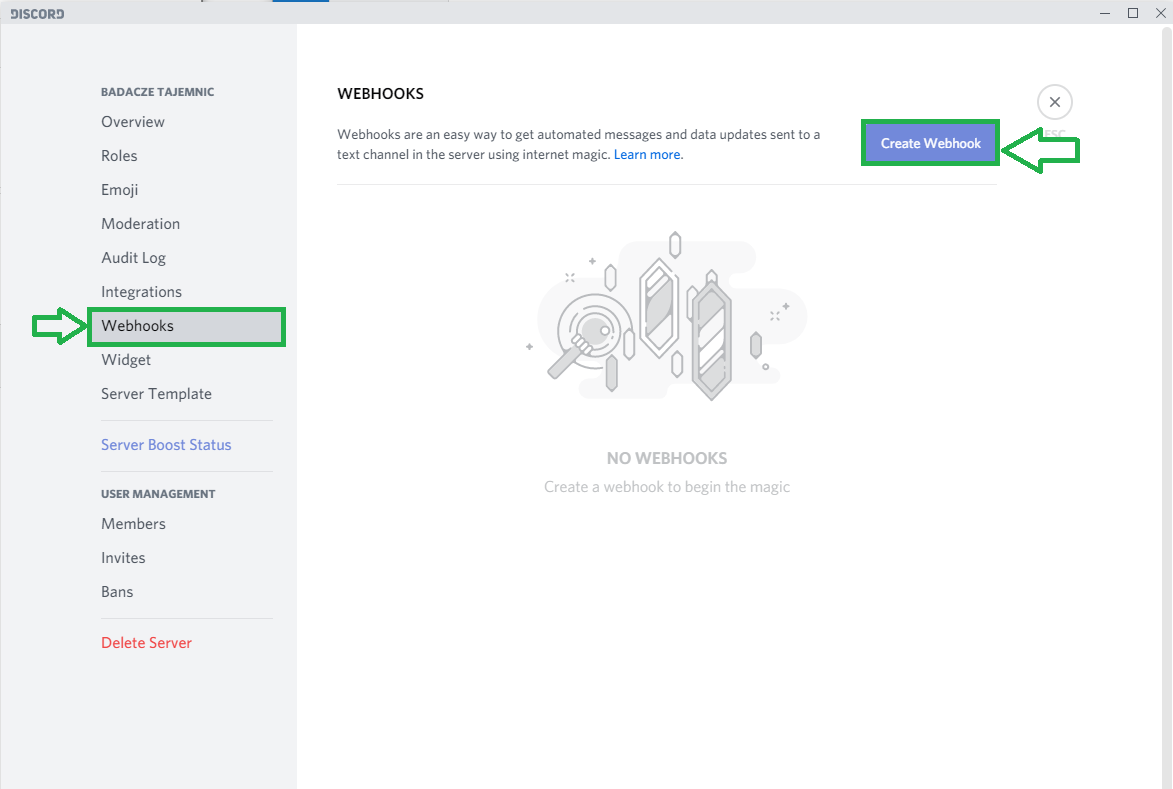 DISCORD
BADACZE TAJEMNIC
Overview
Roles
Emoji
Moderation
Audit Log
Integrations
Webhooks
Widget
Server Template
Server Boost Status
USER MANAGEMENT
Members
Invites
Bans
Delete Server
WEBHOOKS
Webhooks are an easy way to get automated messages and data updates sent to a
text channel in the server using internet magic. Learn more.
Create Webhook
ESC
NO WEBHOOKS
Create a webhook to begin the magic